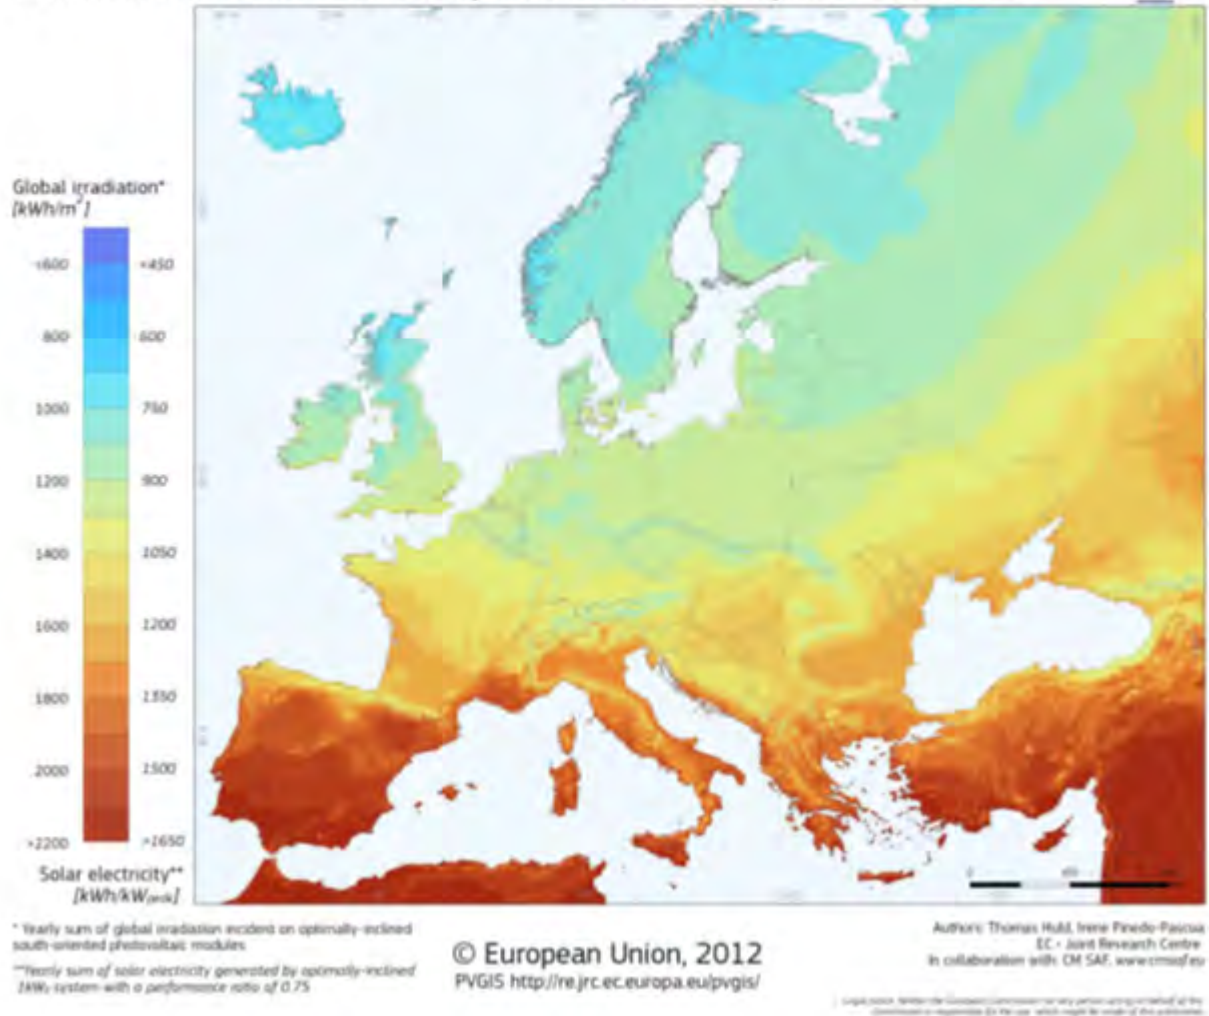 Global irradiation*
[kWh/m²]
<600 <450
800 600
1000 750
1200 900
1400 1050
1600 1200
1800 1350
2000 1500
>2200 >1650
Solar electricity**
[kWh/kWpeak]
* Yearly sum of global irradiation incident on optimally-inclined
south-oriented photovoltaic modules
**Yearly sum of solar electricity generated by optimally-inclined
1kWp system with a performance ratio of 0.75
© European Union, 2012
PVGIS http://re.jrc.ec.europa.eu/pvgis/
Authors: Thomas Huld, Irene Pinedo-Pascua
EC - Joint Research Centre
In collaboration with: CM SAF, www.cmsaf.eu